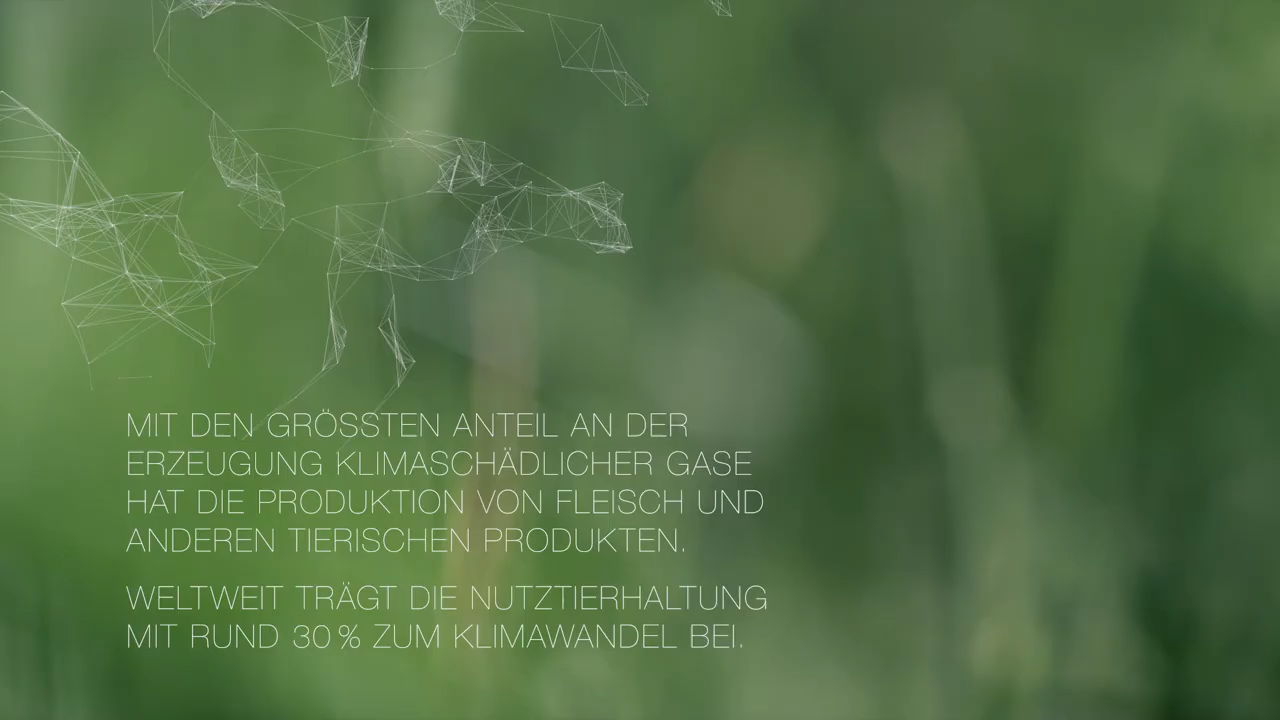 MIT DEN GRÖSSTEN ANTEIL AN DER
ERZEUGUNG KLIMASCHÄDLICHER GASE
HAT DIE PRODUKTION VON FLEISCH UND
ANDEREN TIERISCHEN PRODUKTEN.
WELTWEIT TRÄGT DIE NUTZTIERHALTUNG
MIT RUND 30 % ZUM KLIMAWANDEL BEI.